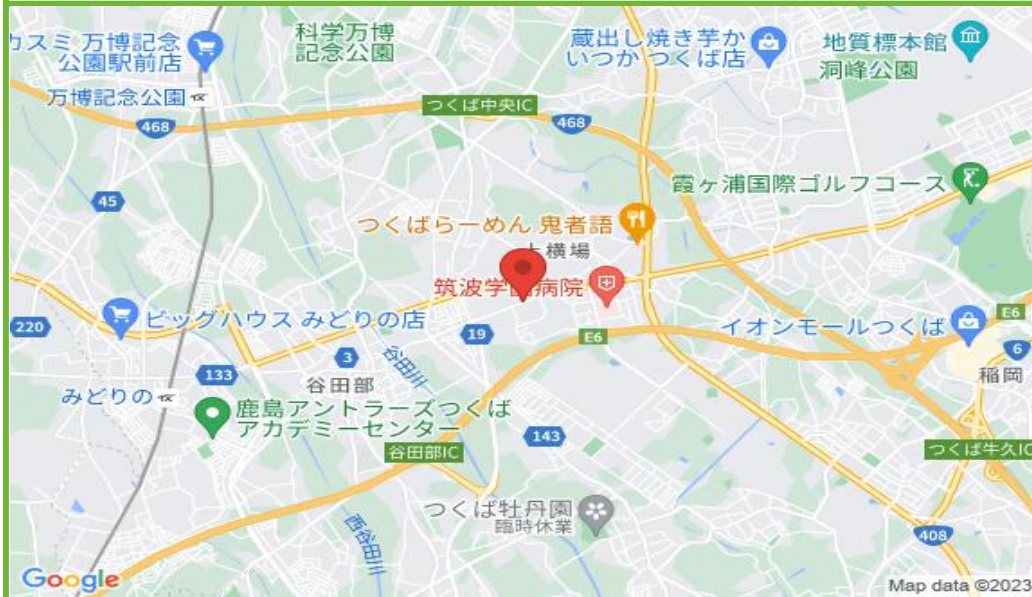 カスミ 万博記念
公園駅前店
科学万博
記念公園
蔵出し焼き芋か
いつか つくば店
地質標本館
洞峰公園
万博記念公園
つくば中央IC
468
468
45
霞ヶ浦国際ゴルフコース
つくばらーめん 鬼者語
上横場
筑波学園病院
220
ビッグハウス みどりの店
19
E6
イオンモールつくば
E6
6
3
谷田川
133
谷田部
稲岡
みどりの
鹿島アントラーズつくば
アカデミーセンター
143
谷田部IC
つくば牛久IC
つくば牡丹園
臨時休業
西谷田川
408
Google
Map data ©2023